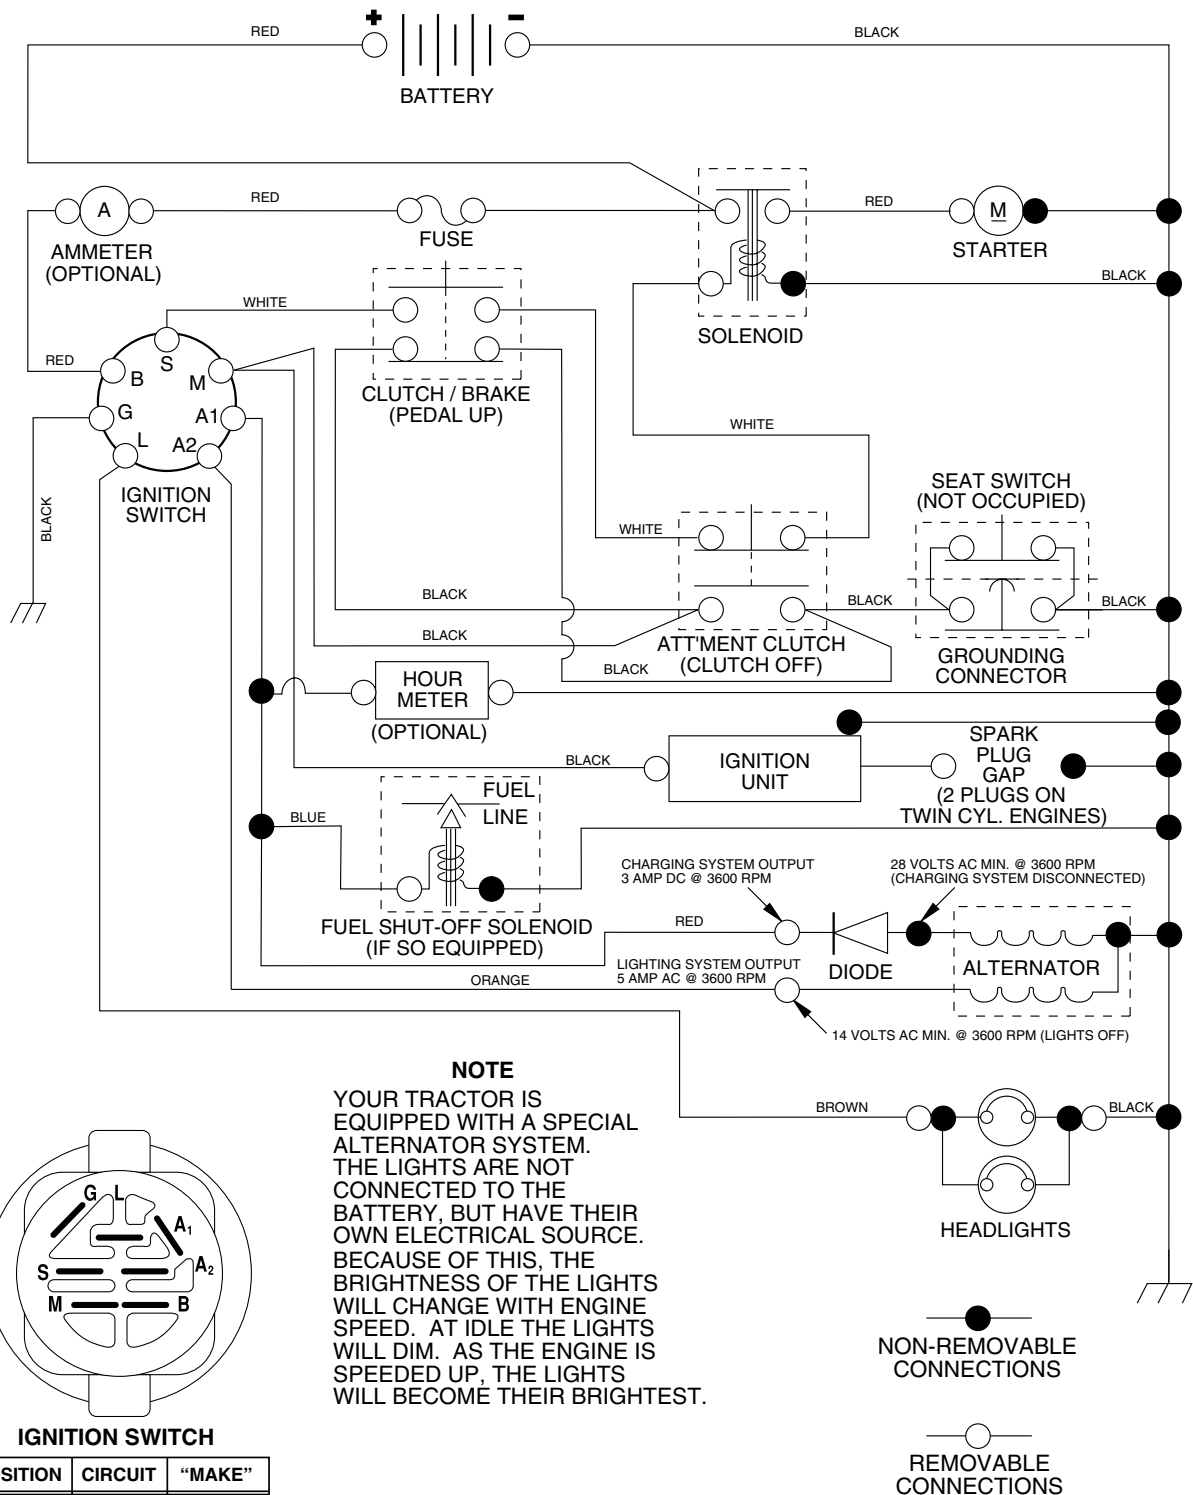 +
−
RED
BLACK
BATTERY
RED
A
AMMETER
(OPTIONAL)
FUSE
RED
M
STARTER
SOLENOID
BLACK
WHITE
RED
S
B
M
G
A1
L
A2
IGNITION
SWITCH
BLACK
CLUTCH / BRAKE
(PEDAL UP)
WHITE
WHITE
SEAT SWITCH
(NOT OCCUPIED)
BLACK
BLACK
BLACK
BLACK
BLACK
ATT'MENT CLUTCH
(CLUTCH OFF)
GROUNDING
CONNECTOR
HOUR
METER
(OPTIONAL)
BLACK
IGNITION
UNIT
SPARK
PLUG
GAP
(2 PLUGS ON
TWIN CYL. ENGINES)
BLUE
FUEL
LINE
FUEL SHUT-OFF SOLENOID
(IF SO EQUIPPED)
CHARGING SYSTEM OUTPUT
3 AMP DC @ 3600 RPM
28 VOLTS AC MIN. @ 3600 RPM
(CHARGING SYSTEM DISCONNECTED)
RED
DIODE
ALTERNATOR
ORANGE
LIGHTING SYSTEM OUTPUT
5 AMP AC @ 3600 RPM
14 VOLTS AC MIN. @ 3600 RPM (LIGHTS OFF)
NOTE
YOUR TRACTOR IS
EQUIPPED WITH A SPECIAL
ALTERNATOR SYSTEM.
THE LIGHTS ARE NOT
CONNECTED TO THE
BATTERY, BUT HAVE THEIR
OWN ELECTRICAL SOURCE.
BECAUSE OF THIS, THE
BRIGHTNESS OF THE LIGHTS
WILL CHANGE WITH ENGINE
SPEED. AT IDLE THE LIGHTS
WILL DIM. AS THE ENGINE IS
SPEEDED UP, THE LIGHTS
WILL BECOME THEIR BRIGHTEST.
BROWN
BLACK
HEADLIGHTS
G
L
A1
A2
S
M
B
IGNITION SWITCH
SITION CIRCUIT “MAKE”
NON-REMOVABLE
CONNECTIONS
REMOVABLE
CONNECTIONS